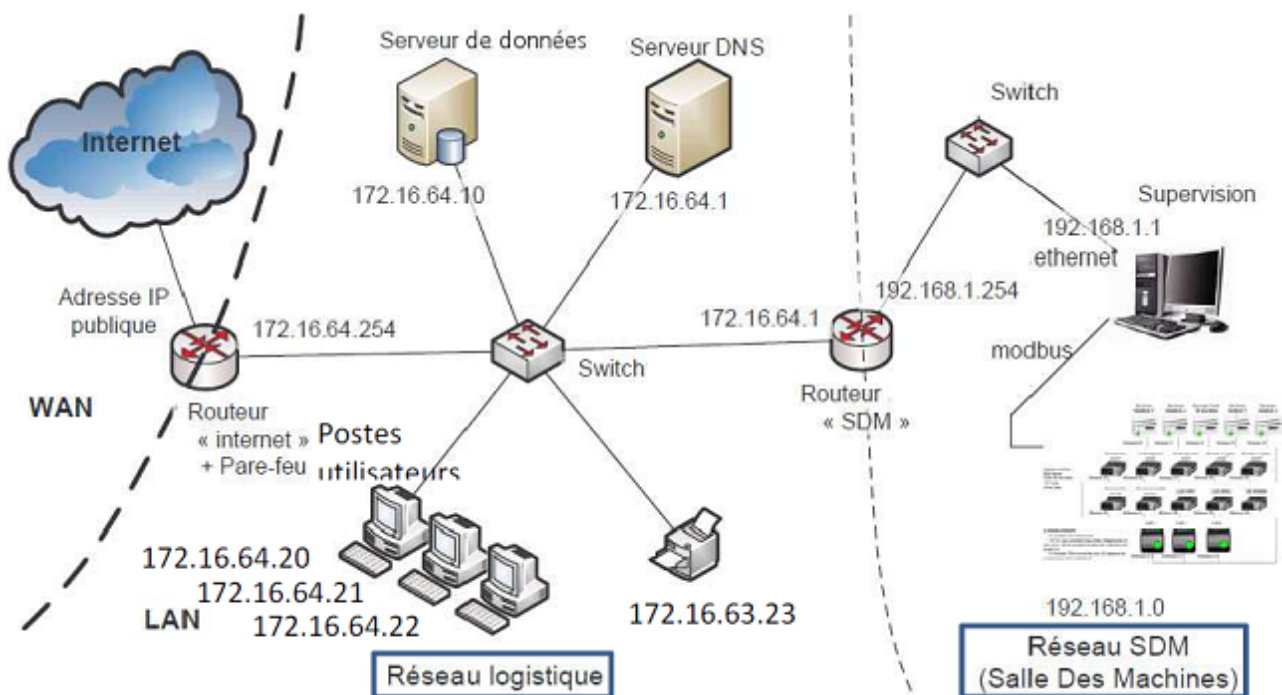 Serveur de données
Serveur DNS
Switch
Internet
172.16.64.10
172.16.64.1
Supervision
192.168.1.1
ethernet
Adresse IP
publique
172.16.64.254
172.16.64.1
192.168.1.254
modbus
Switch
WAN
Routeur
« internet »
+ Pare-feu
Postes
utilisateurs
Routeur
« SDM »
172.16.64.20
172.16.64.21
172.16.64.22
LAN
172.16.63.23
192.168.1.0
Réseau logistique
Réseau SDM
(Salle Des Machines)